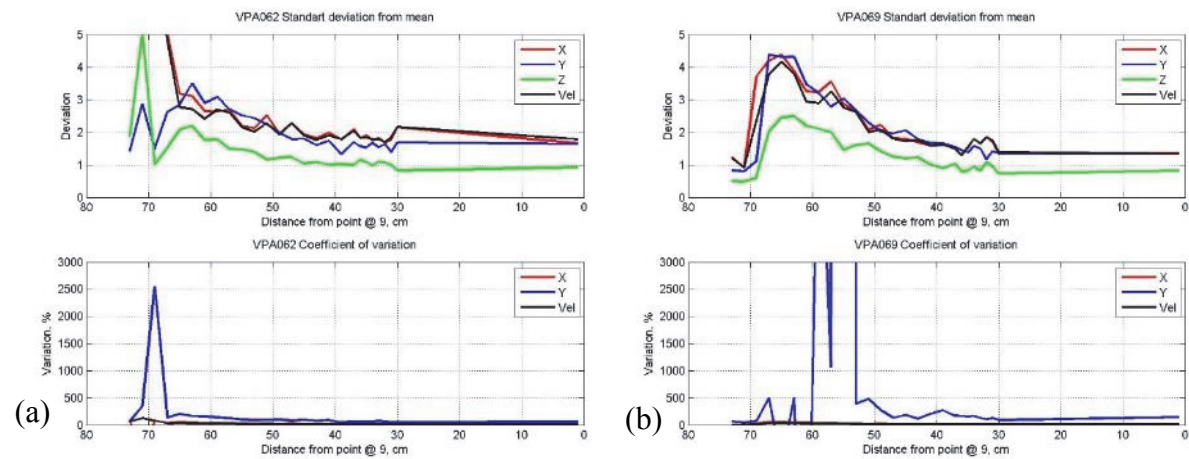 VPA062 Standart deviation from mean
5
4
3
2
1
0
Deviation
X
Y
Z
Vel
80 70 60 50 40 30 20 10 0
Distance from point @ 9, cm
VPA069 Standart deviation from mean
5
4
3
2
1
0
Deviation
X
Y
Z
Vel
80 70 60 50 40 30 20 10 0
Distance from point @ 9, cm
(a)
VPA062 Coefficient of variation
3000
2500
2000
1500
1000
500
0
Variation, %
X
Y
Vel
80 70 60 50 40 30 20 10 0
Distance from point @ 9, cm
(b)
VPA069 Coefficient of variation
3000
2500
2000
1500
1000
500
0
Variation, %
X
Y
Vel
80 70 60 50 40 30 20 10 0
Distance from point @ 9, cm